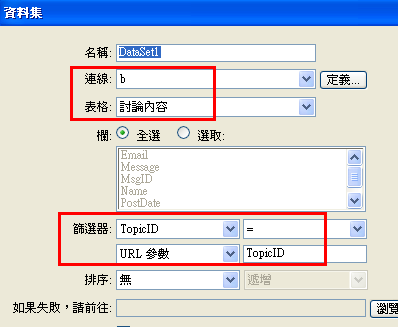 資料集
名稱: DataSet1
連線: b 定義...
表格: 討論內容
欄: 全選 選取:
Email
Message
MsgID
Name
PostDate
篩選器: TopicID =
URL 參數 TopicID
排序: 無 遞增
如果失敗，請前往: 瀏覽